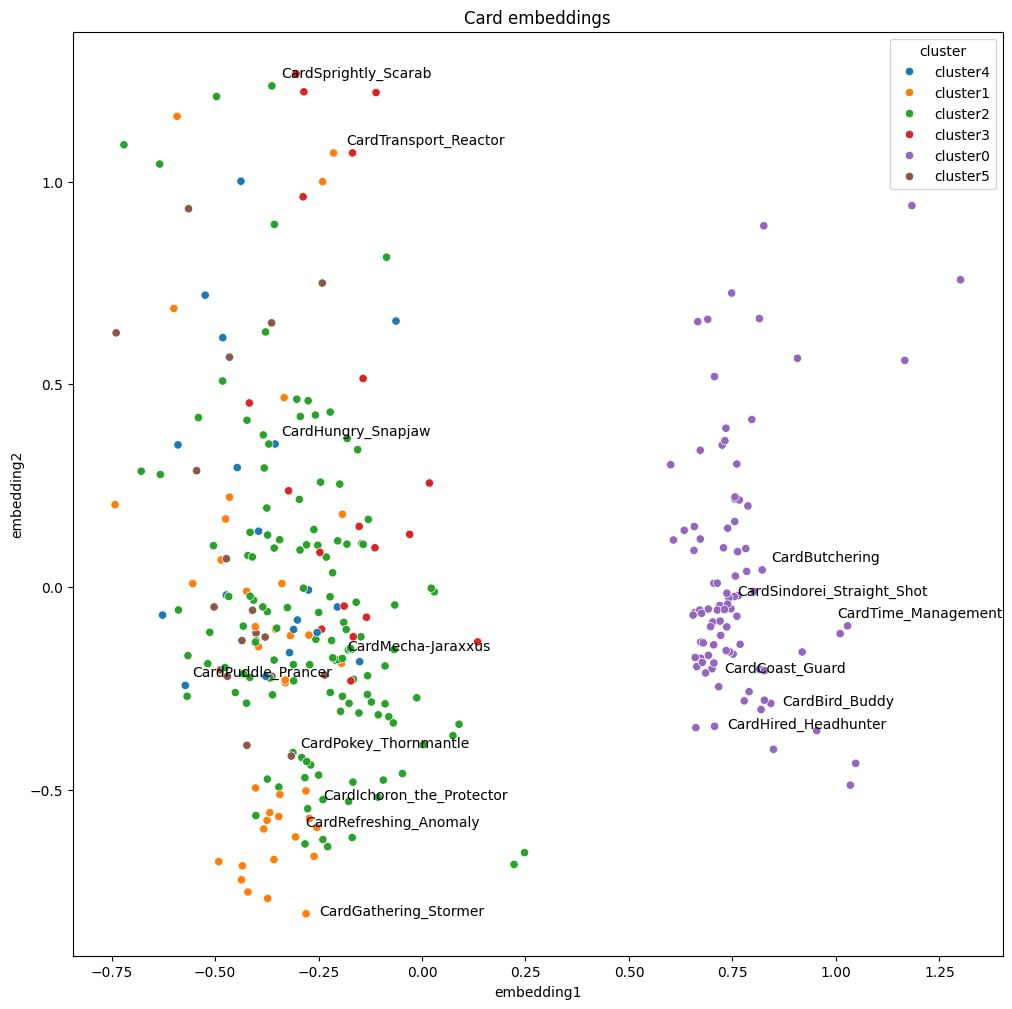 Card embeddings
cluster
cluster4
cluster1
cluster2
cluster3
cluster0
cluster5
CardSprightly_Scarab
CardTransport_Reactor
CardHungry_Snapjaw
CardButchering
CardSindorei_Straight_Shot
CardTime_Management
CardMecha-Jaraxxus
CardPuddle_Prancer
CardCoast_Guard
CardBird_Buddy
CardHired_Headhunter
CardPokey_Thornmantle
CardIchoron_the_Protector
CardRefreshing_Anomaly
CardGathering_Stormer
1.0
0.5
0.0
−0.5
embedding2
−0.75
−0.50
−0.25
0.00
0.25
0.50
0.75
1.00
1.25
embedding1